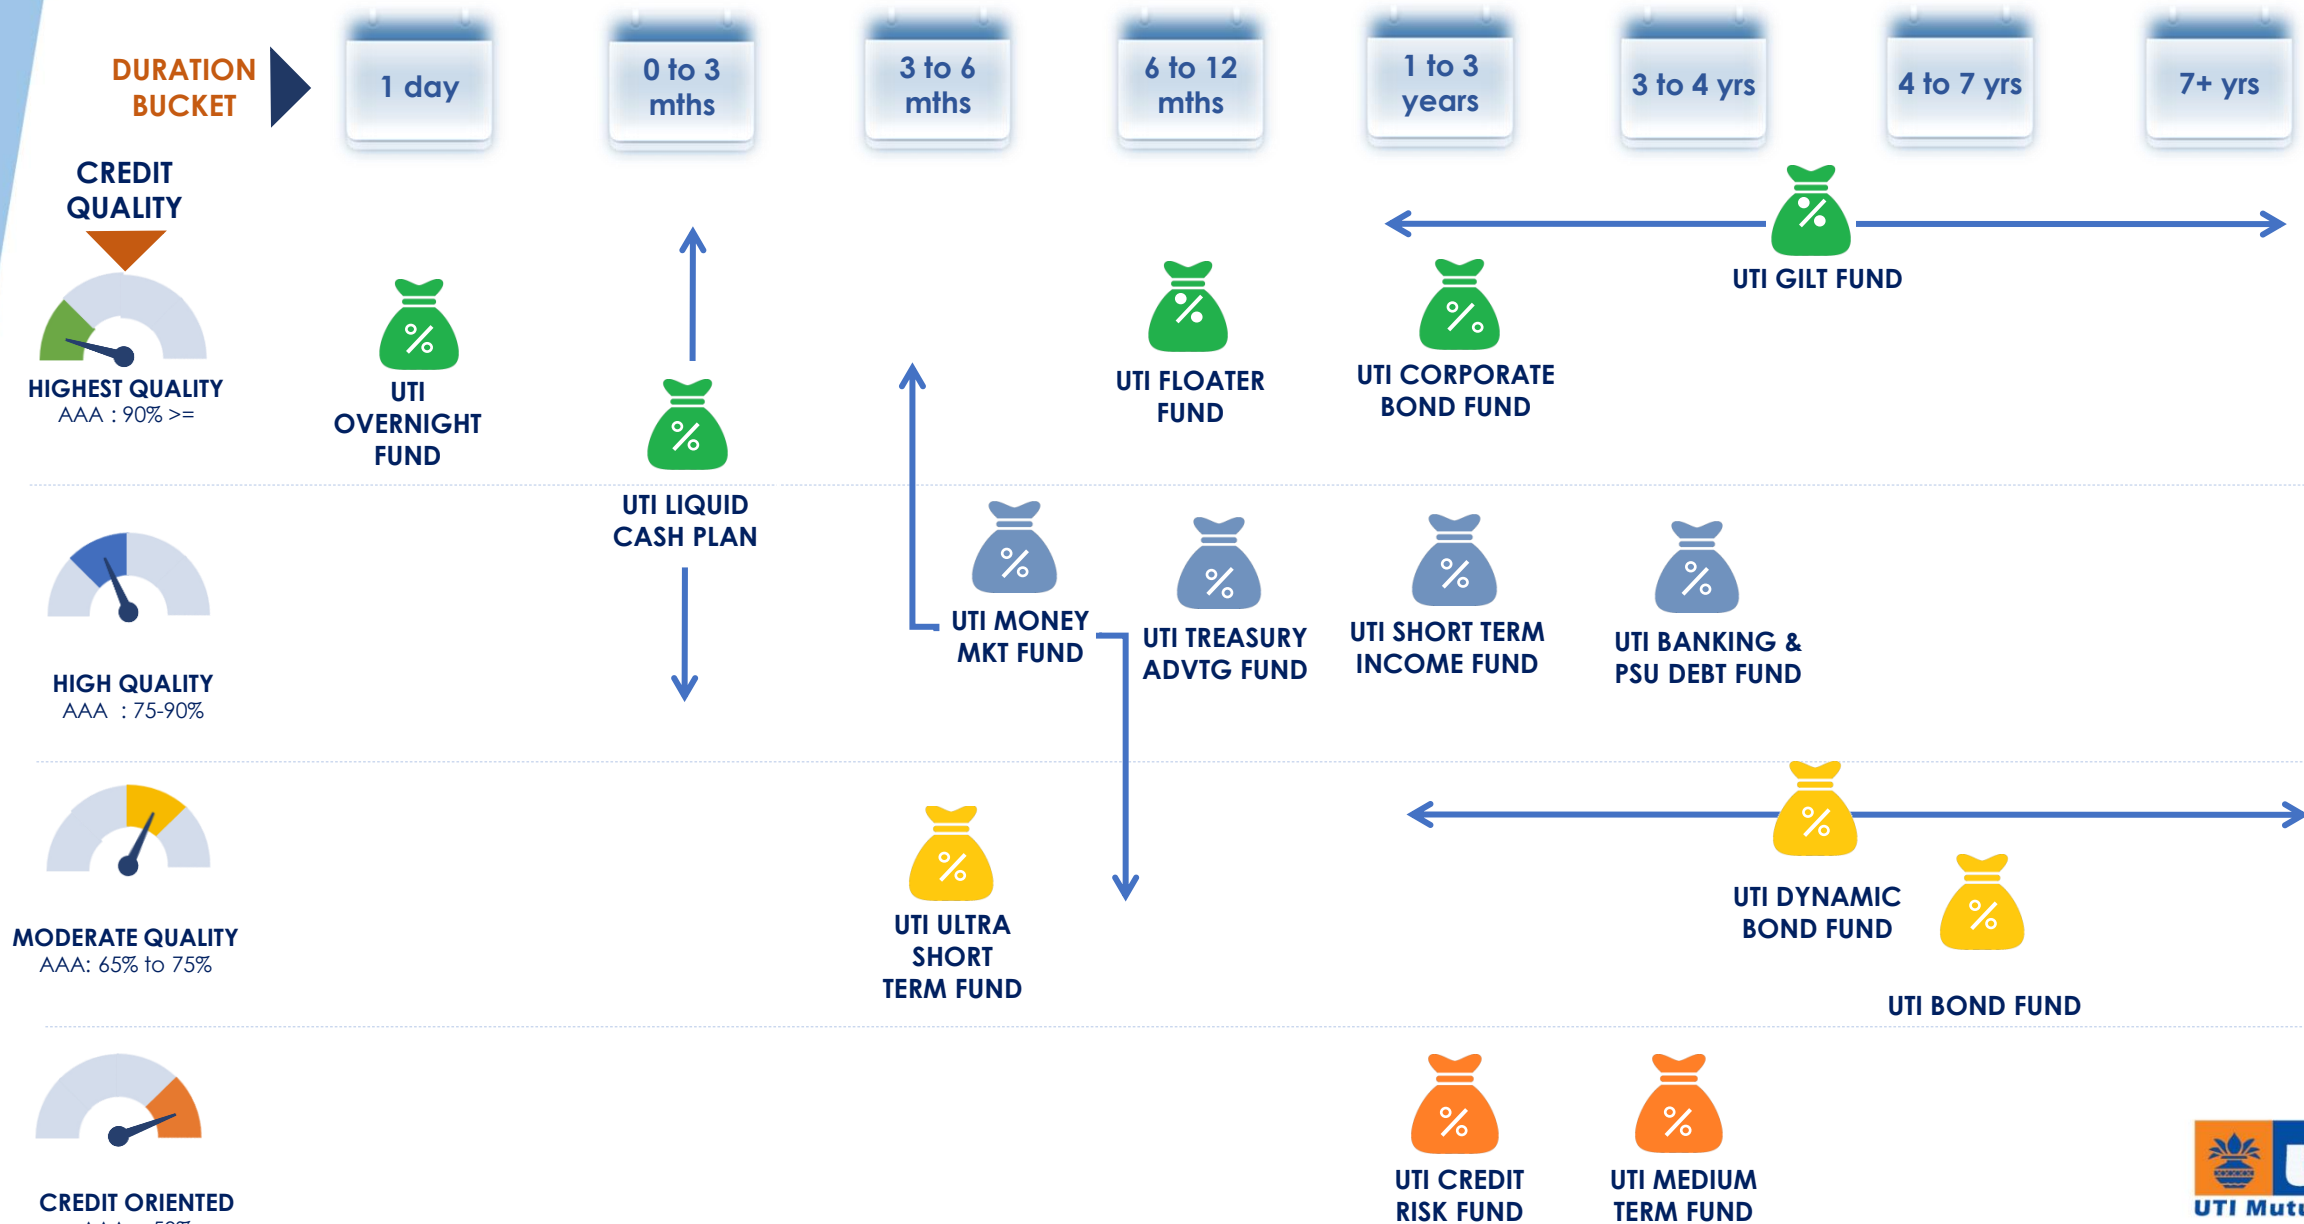 DURATION
BUCKET
1 day
0 to 3
mths
3 to 6
mths
6 to 12
mths
1 to 3
years
3 to 4 yrs
4 to 7 yrs
7+ yrs
CREDIT
QUALITY
HIGHEST QUALITY
AAA : 90% >=
UTI
OVERNIGHT
FUND
UTI LIQUID
CASH PLAN
UTI FLOATER
FUND
UTI CORPORATE
BOND FUND
UTI GILT FUND
HIGH QUALITY
AAA : 75-90%
UTI MONEY
MKT FUND
UTI TREASURY
ADVTG FUND
UTI SHORT TERM
INCOME FUND
UTI BANKING &
PSU DEBT FUND
MODERATE QUALITY
AAA: 65% to 75%
UTI ULTRA
SHORT
TERM FUND
UTI DYNAMIC
BOND FUND
UTI BOND FUND
CREDIT ORIENTED
UTI CREDIT
RISK FUND
UTI MEDIUM
TERM FUND
UTI